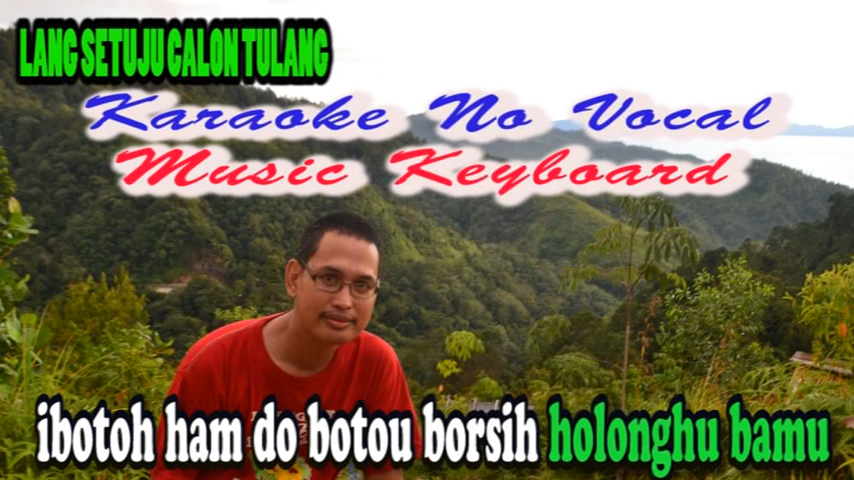 LANG SETUJU CALON TULANG
Karaoke No Vocal
Music Keyboard
ibotoh ham do botou borsih holonghu bamu